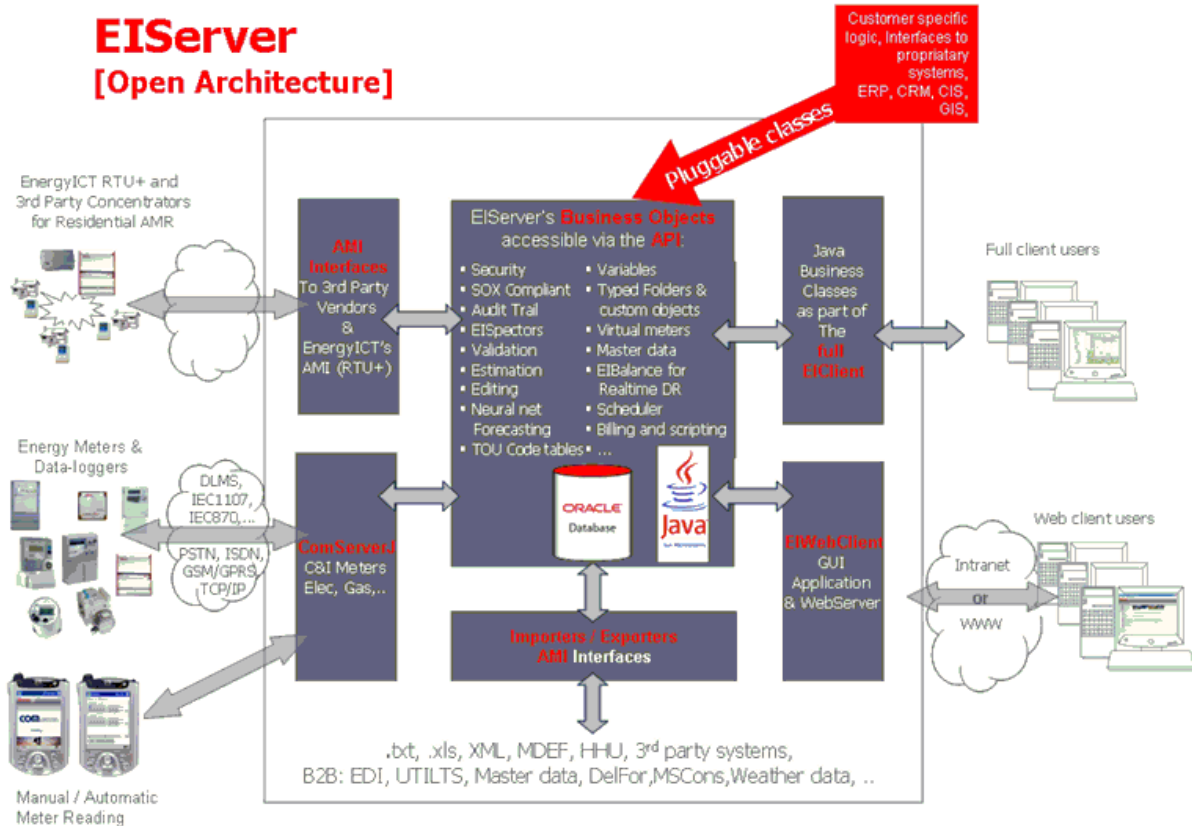 EIServer
[Open Architecture]
Customer specific
logic, Interfaces to
propriatary
systems,
ERP, CRM, CIS,
GIS,
Pluggable classes
EnergyICT RTU+ and
3rd Party Concentrators
for Residential AMR
AMI
Interfaces
To 3rd Party
Vendors
&
EnergyICT's
AMI (RTU+)
EIServer's Business Objects
accessible via the API:
▪ Security
▪ SOX Compliant
▪ Audit Trail
▪ EISpectors
▪ Validation
▪ Estimation
▪ Editing
▪ Neural net
Forecasting
▪ TOU Code tables
▪ Variables
▪ Typed Folders &
custom objects
▪ Virtual meters
▪ Master data
▪ EIBalance for
Realtime DR
▪ Scheduler
▪ Billing and scripting
▪ ...
ORACLE
Database
Java
Java
Business
Classes
as part of
The
full
EIClient
Full client users
Energy Meters &
Data-loggers
DLMS,
IEC1107,
IEC870,...
PSTN, ISDN,
GSM/GPRS,
TCP/IP
ComServerJ
C&I Meters
Elec, Gas,..
EIWebClient
GUI
Application
& WebServer
Web client users
Intranet
or
WWW
Importers / Exporters
AMI Interfaces
.txt, .xls, XML, MDEF, HHU, 3rd party systems,
B2B: EDI, UTILTS, Master data, DelFor,MSCons,Weather data, ..
Manual / Automatic
Meter Reading